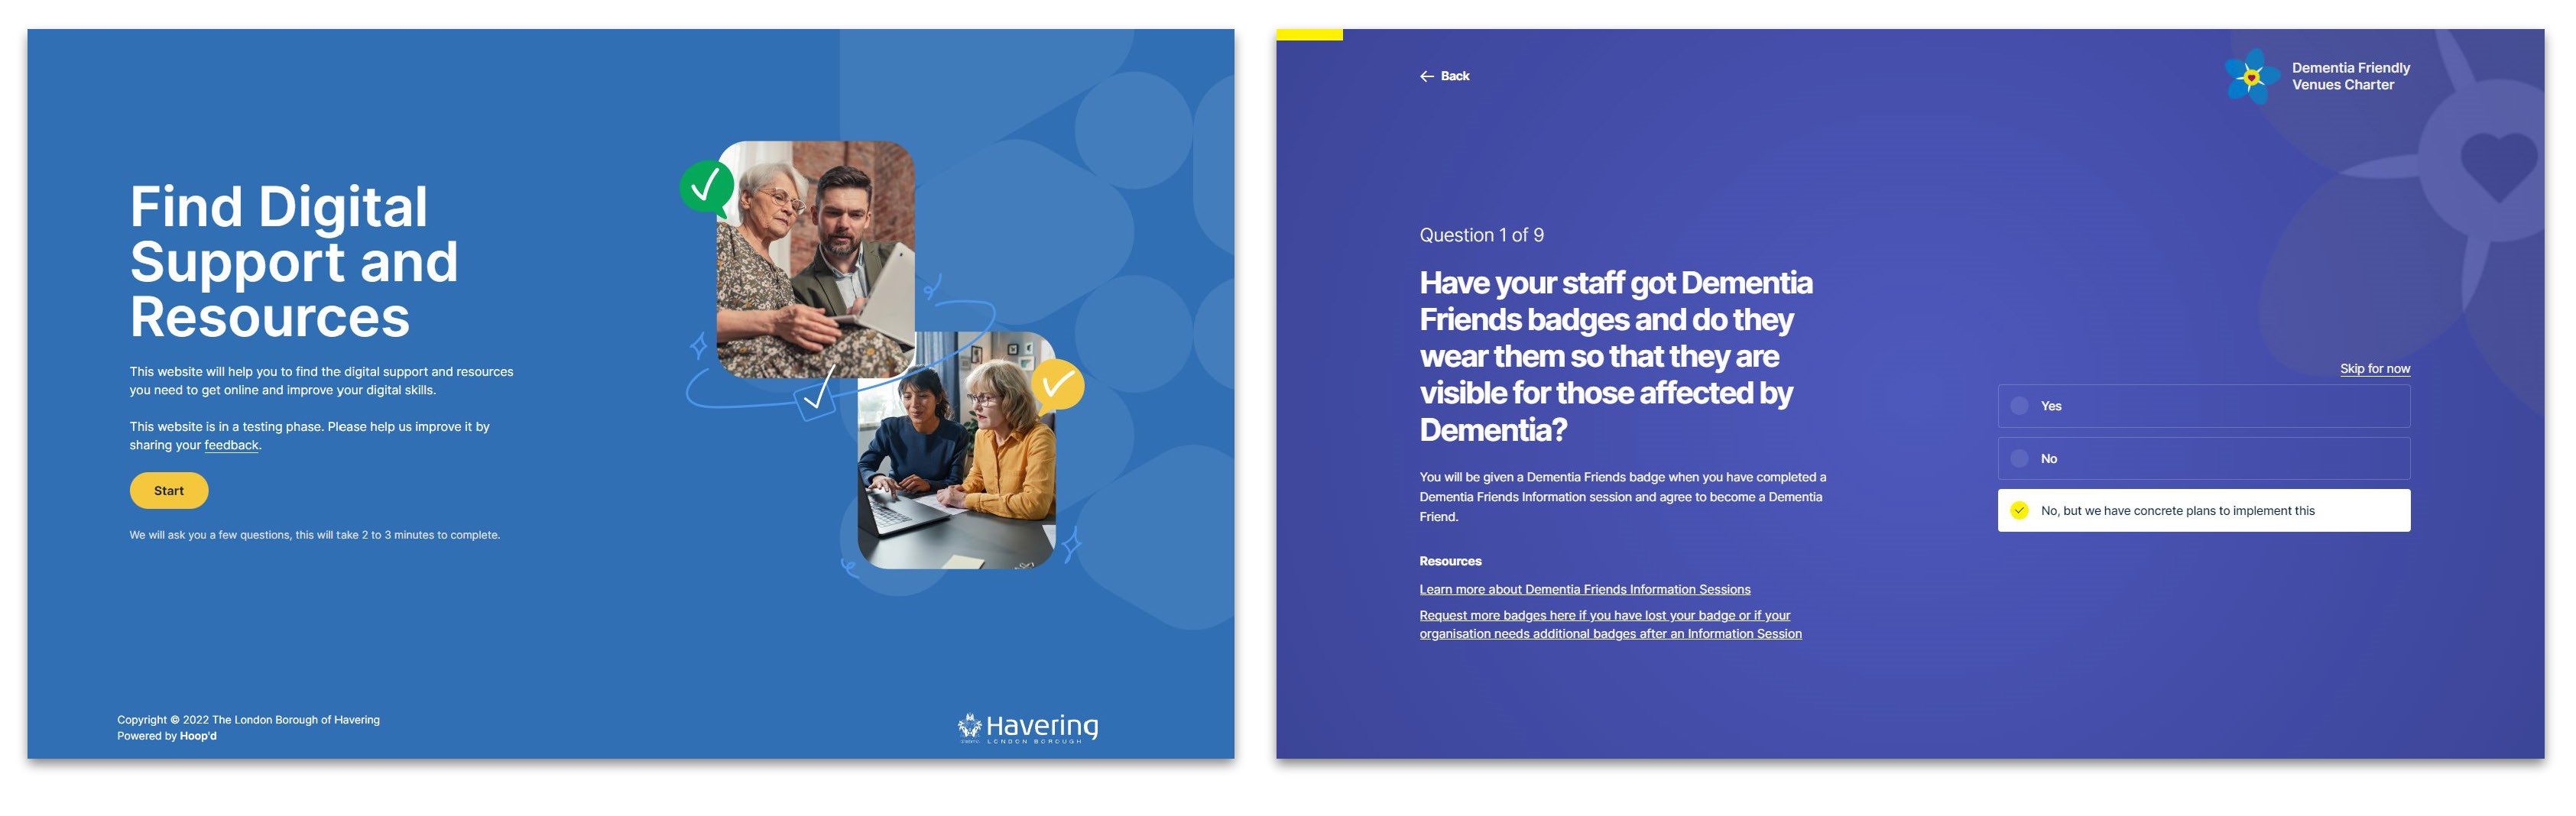 Find Digital
Support and
Resources
This website will help you to find the digital support and resources
you need to get online and improve your digital skills.
This website is in a testing phase. Please help us improve it by
sharing your feedback.
Start
We will ask you a few questions, this will take 2 to 3 minutes to complete.
Copyright © 2022 The London Borough of Havering
Powered by Hoop'd
Havering
LONDON BOROUGH
Back
Dementia Friendly
Venues Charter
Question 1 of 9
Have your staff got Dementia
Friends badges and do they
wear them so that they are
visible for those affected by
Dementia?
You will be given a Dementia Friends badge when you have completed a
Dementia Friends Information session and agree to become a Dementia
Friend.
Resources
Learn more about Dementia Friends Information Sessions
Request more badges here if you have lost your badge or if your
organisation needs additional badges after an Information Session
Skip for now
Yes
No
No, but we have concrete plans to implement this